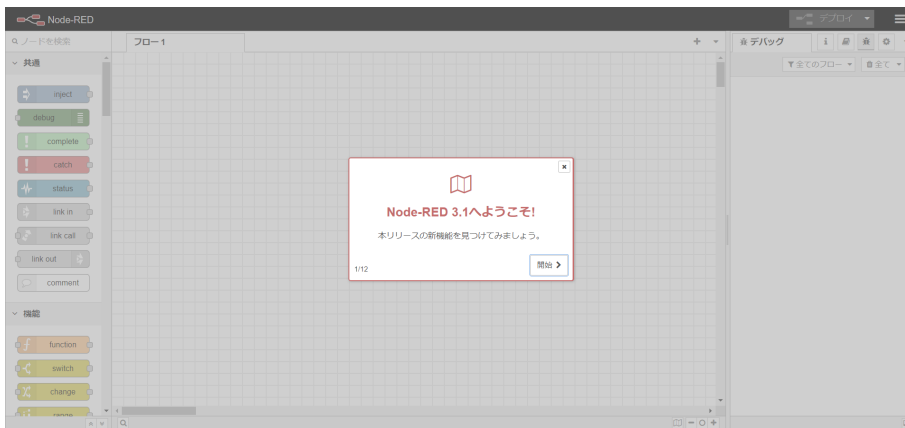 Node-RED
デプロイ
ノードを検索
フロー 1
デバッグ
i
全てのフロー
全て
共通
inject
debug
complete
catch
status
link in
link call
link out
comment
機能
function
switch
change
range
Node-RED 3.1へようこそ!
本リリースの新機能を見つけてみましょう。
1/12
開始